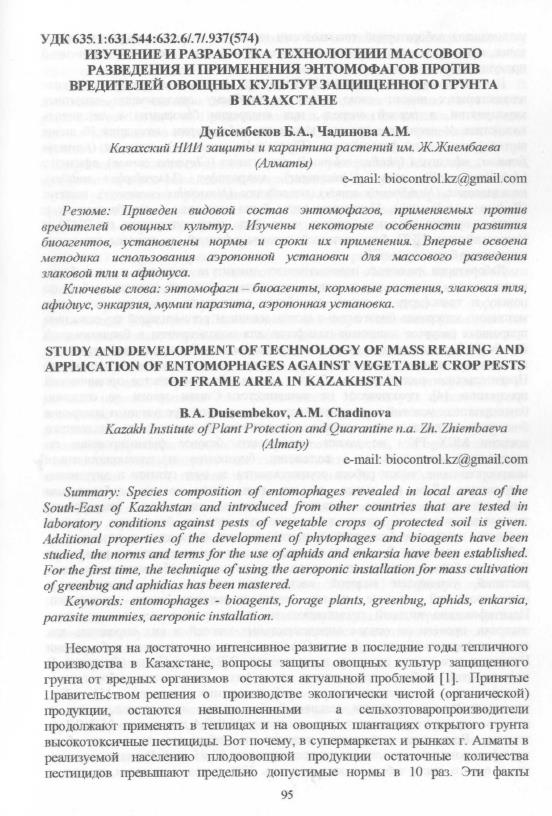 УДК 635.1:631.544:632.6/.7/.937(574)
ИЗУЧЕНИЕ И РАЗРАБОТКА ТЕХНОЛОГИИИ МАССОВОГО
РАЗВЕДЕНИЯ И ПРИМЕНЕНИЯ ЭНТОМОФАГОВ ПРОТИВ
ВРЕДИТЕЛЕЙ ОВОЩНЫХ КУЛЬТУР ЗАЩИЩЕННОГО ГРУНТА
В КАЗАХСТАНЕ
Дуйсембеков Б.А., Чадинова А.М.
Казахский НИИ защиты и карантина растений им. Ж.Жиембаева
(Алматы)
e-mail: biocontrol.kz@gmail.com
Резюме: Приведен видовой состав энтомофагов, применяемых против
вредителей овощных культур. Изучены некоторые особенности развития
биоагентов, установлены нормы и сроки их применения. Впервые освоена
методика использования аэропонной установки для массового разведения
злаковой тли и афидиуса.
Ключевые слова: энтомофаги – биоагенты, кормовые растения, злаковая тля,
афидиус, энкарзия, мумии паразита, аэропонная установка.
STUDY AND DEVELOPMENT OF TECHNOLOGY OF MASS REARING AND
APPLICATION OF ENTOMOPHAGES AGAINST VEGETABLE CROP PESTS
OF FRAME AREA IN KAZAKHSTAN
B.A. Duisembekov, A.M. Chadinova
Kazakh Institute of Plant Protection and Quarantine n.a. Zh. Zhiembaeva
(Almaty)
e-mail: biocontrol.kz@gmail.com
Summary: Species composition of entomophages revealed in local areas of the
South-East of Kazakhstan and introduced from other countries that are tested in
laboratory conditions against pests of vegetable crops of protected soil is given.
Additional properties of the development of phytophages and bioagents have been
studied, the norms and terms for the use of aphids and enkarsia have been established.
For the first time, the technique of using the aeroponic installation for mass cultivation
of greenbug and aphidias has been mastered.
Keywords: entomophages - bioagents, forage plants, greenbug, aphids, enkarsia,
parasite mummies, aeroponic installation.
Несмотря на достаточно интенсивное развитие в последние годы тепличного
производства в Казахстане, вопросы защиты овощных культур защищенного
грунта от вредных организмов остаются актуальной проблемой [1]. Принятые
Правительством решения о производстве экологически чистой (органической)
продукции, остаются невыполненными а сельхозтоваропроизводители
продолжают применять в теплицах и на овощных плантациях открытого грунта
высокотоксичные пестициды. Вот почему, в супермаркетах и рынках г. Алматы в
реализуемой населению плодоовощной продукции остаточные количества
пестицидов превышают предельно допустимые нормы в 10 раз. Эти факты
95